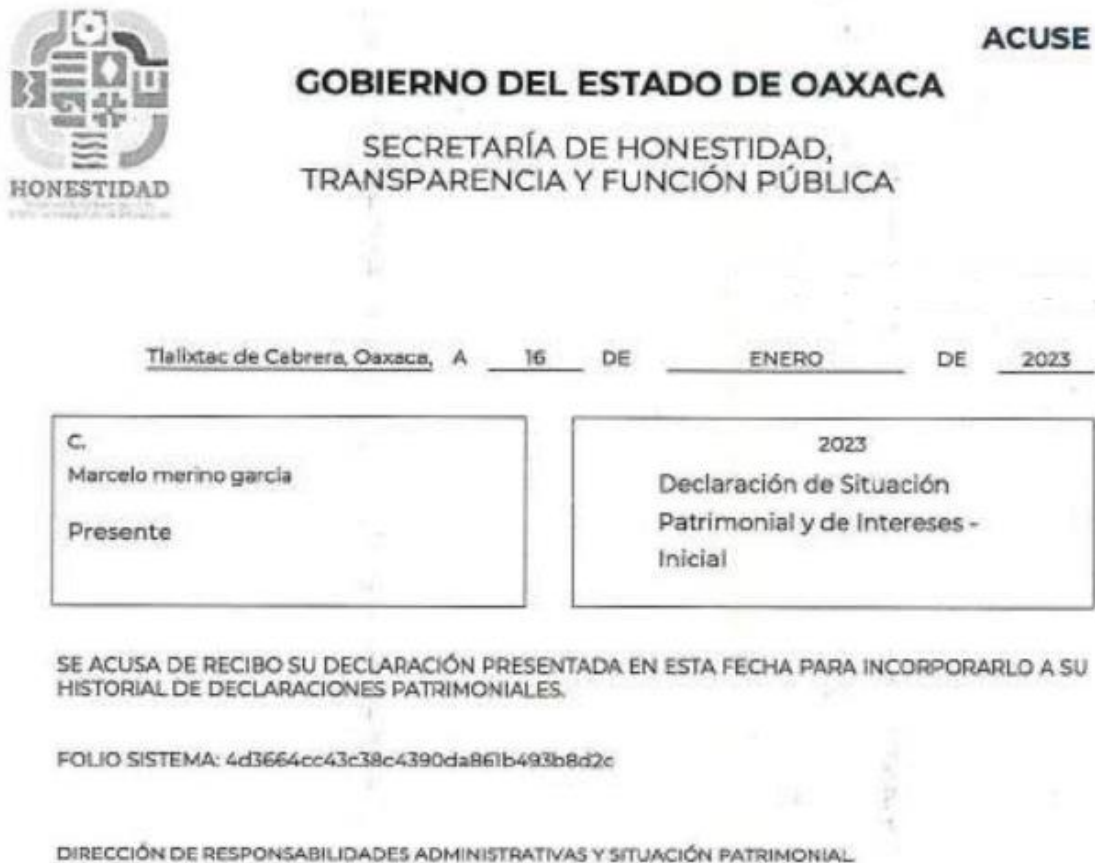 ACUSE
GOBIERNO DEL ESTADO DE OAXACA
SECRETARÍA DE HONESTIDAD,
TRANSPARENCIA Y FUNCIÓN PÚBLICA
HONESTIDAD
Tlalixtac de Cabrera, Oaxaca, A 16 DE ENERO DE 2023
C.
Marcelo merino garcia
Presente
2023
Declaración de Situación
Patrimonial y de Intereses -
Inicial
SE ACUSA DE RECIBO SU DECLARACIÓN PRESENTADA EN ESTA FECHA PARA INCORPORARLO A SU
HISTORIAL DE DECLARACIONES PATRIMONIALES.
FOLIO SISTEMA: 4d3664cc43c38c4390da861b493b8d2c
DIRECCIÓN DE RESPONSABILIDADES ADMINISTRATIVAS Y SITUACIÓN PATRIMONIAL